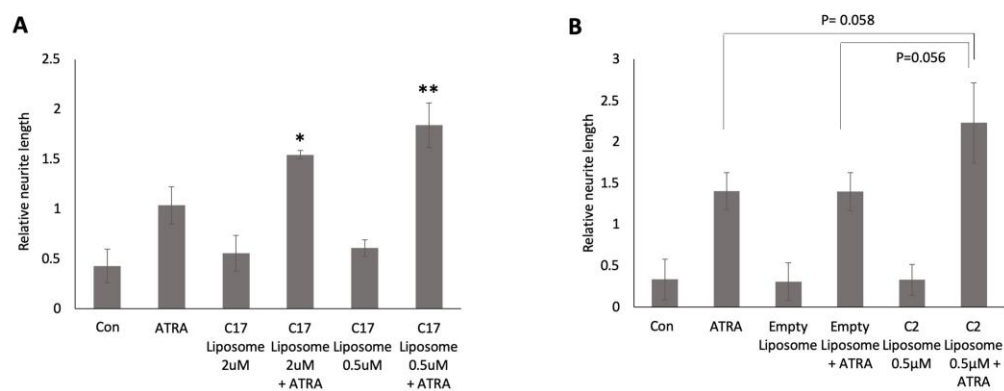 A
Relative neurite length
2.5
2
1.5
1
0.5
0
*
**
Con
ATRA
C17
Liposome
2uM
C17
Liposome
2uM
+ ATRA
C17
Liposome
0.5uM
C17
Liposome
0.5uM
+ ATRA
B
P= 0.058
P=0.056
Relative neurite length
3
2.5
2
1.5
1
0.5
0
Con
ATRA
Empty
Liposome
Empty
Liposome
+ ATRA
C2
Liposome
0.5μM
C2
Liposome
0.5μM +
ATRA